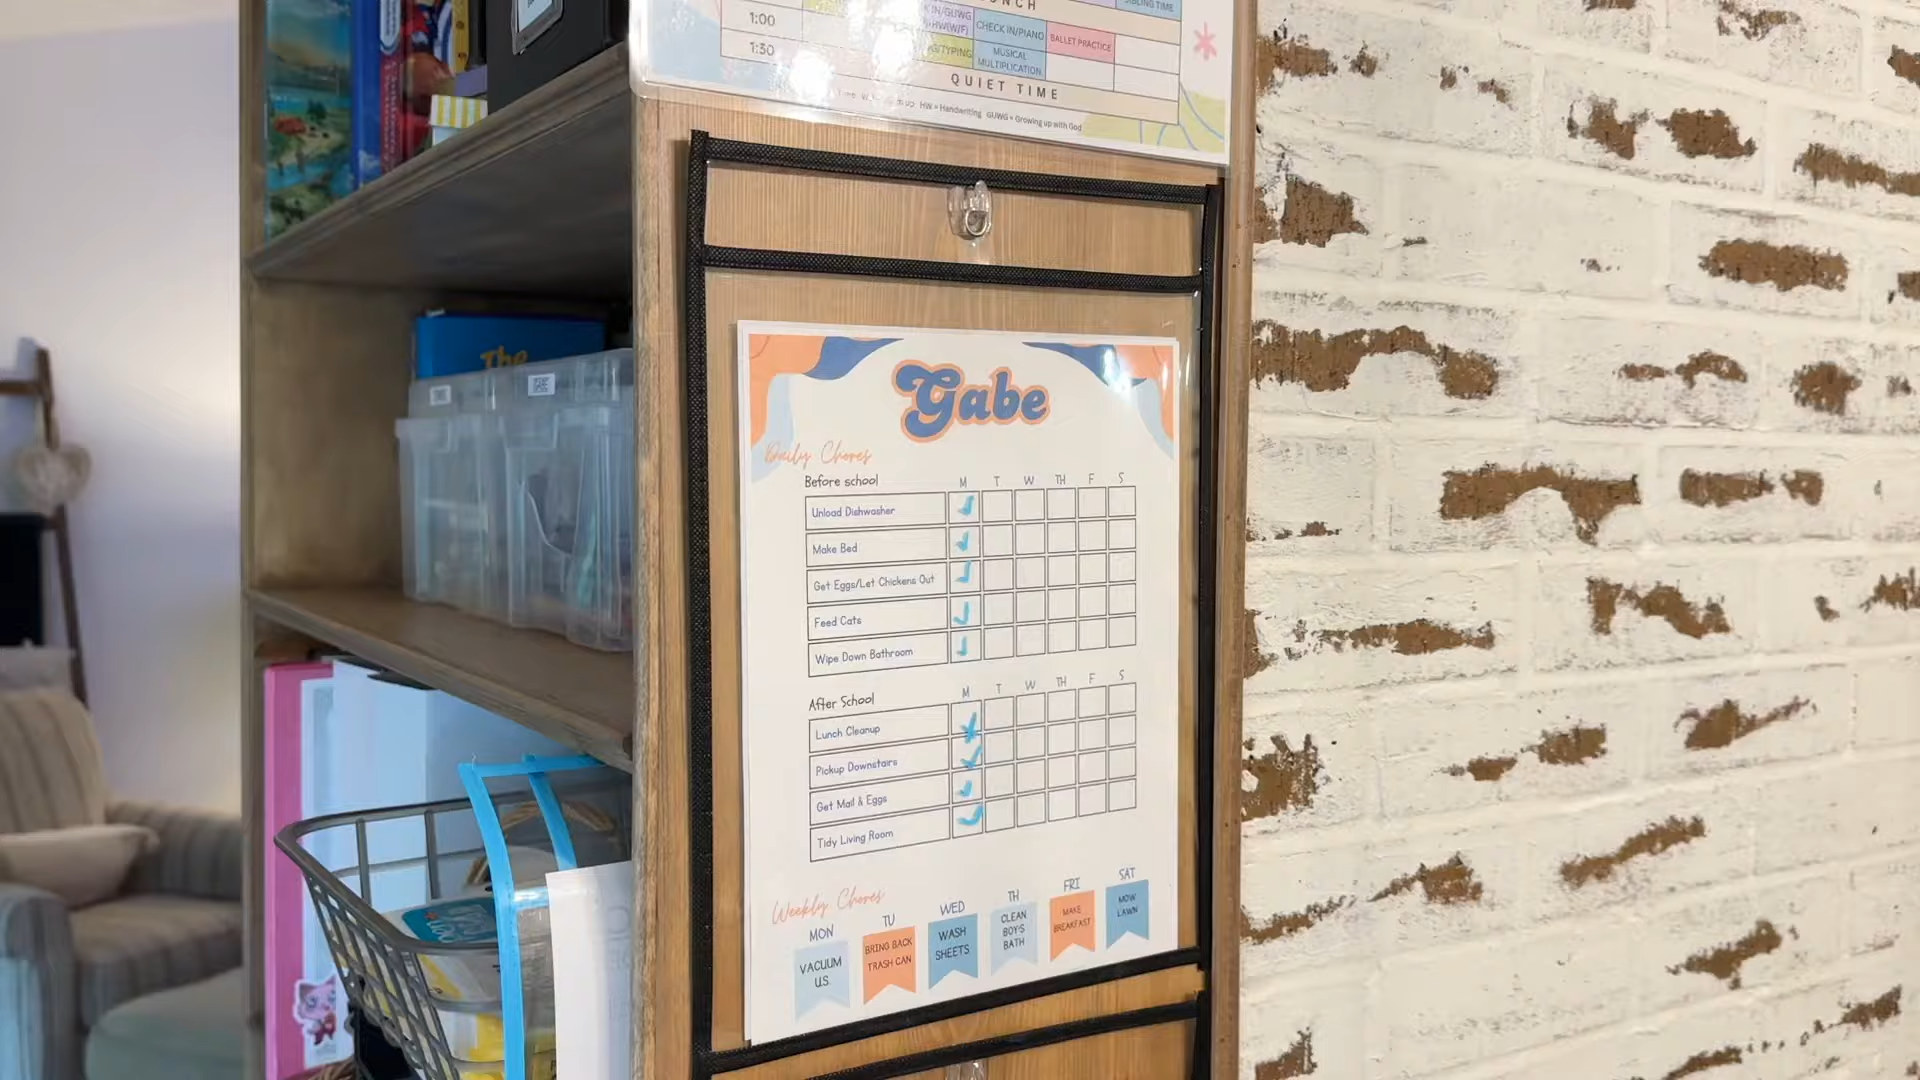 The
LUNCH
1:00
CHECK IN/PIANO
BALLET PRACTICE
1:30
MUSICAL
MULTIPLICATION
QUIET TIME
HW = Handwriting GUWG = Growing up with God
Gabe
Daily Chores
Before school M T W TH F S
Unload Dishwasher
Make Bed
Get Eggs/Let Chickens Out
Feed Cats
Wipe Down Bathroom
After School M T W TH F S
Lunch Cleanup
Pickup Downstairs
Get Mail & Eggs
Tidy Living Room
Weekly Chores
MON
VACUUM
U.S.
TU
BRING BACK
TRASH CAN
WED
WASH
SHEETS
TH
CLEAN
BOY'S
BATH
FRI
MAKE
BREAKFAST
SAT
MOW
LAWN